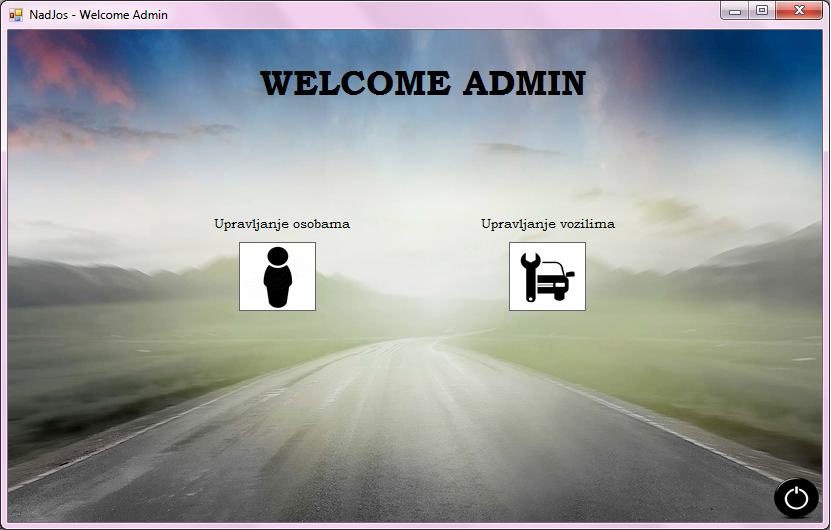 NadJos - Welcome Admin
WELCOME ADMIN
Upravljanje osobama
Upravljanje vozilima